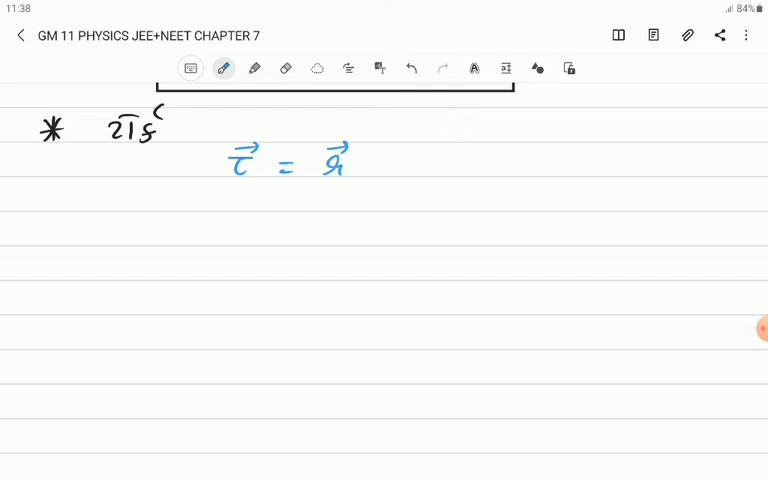 11:38
84%
GM 11 PHYSICS JEE+NEET CHAPTER 7
*
τ⃗ = r⃗